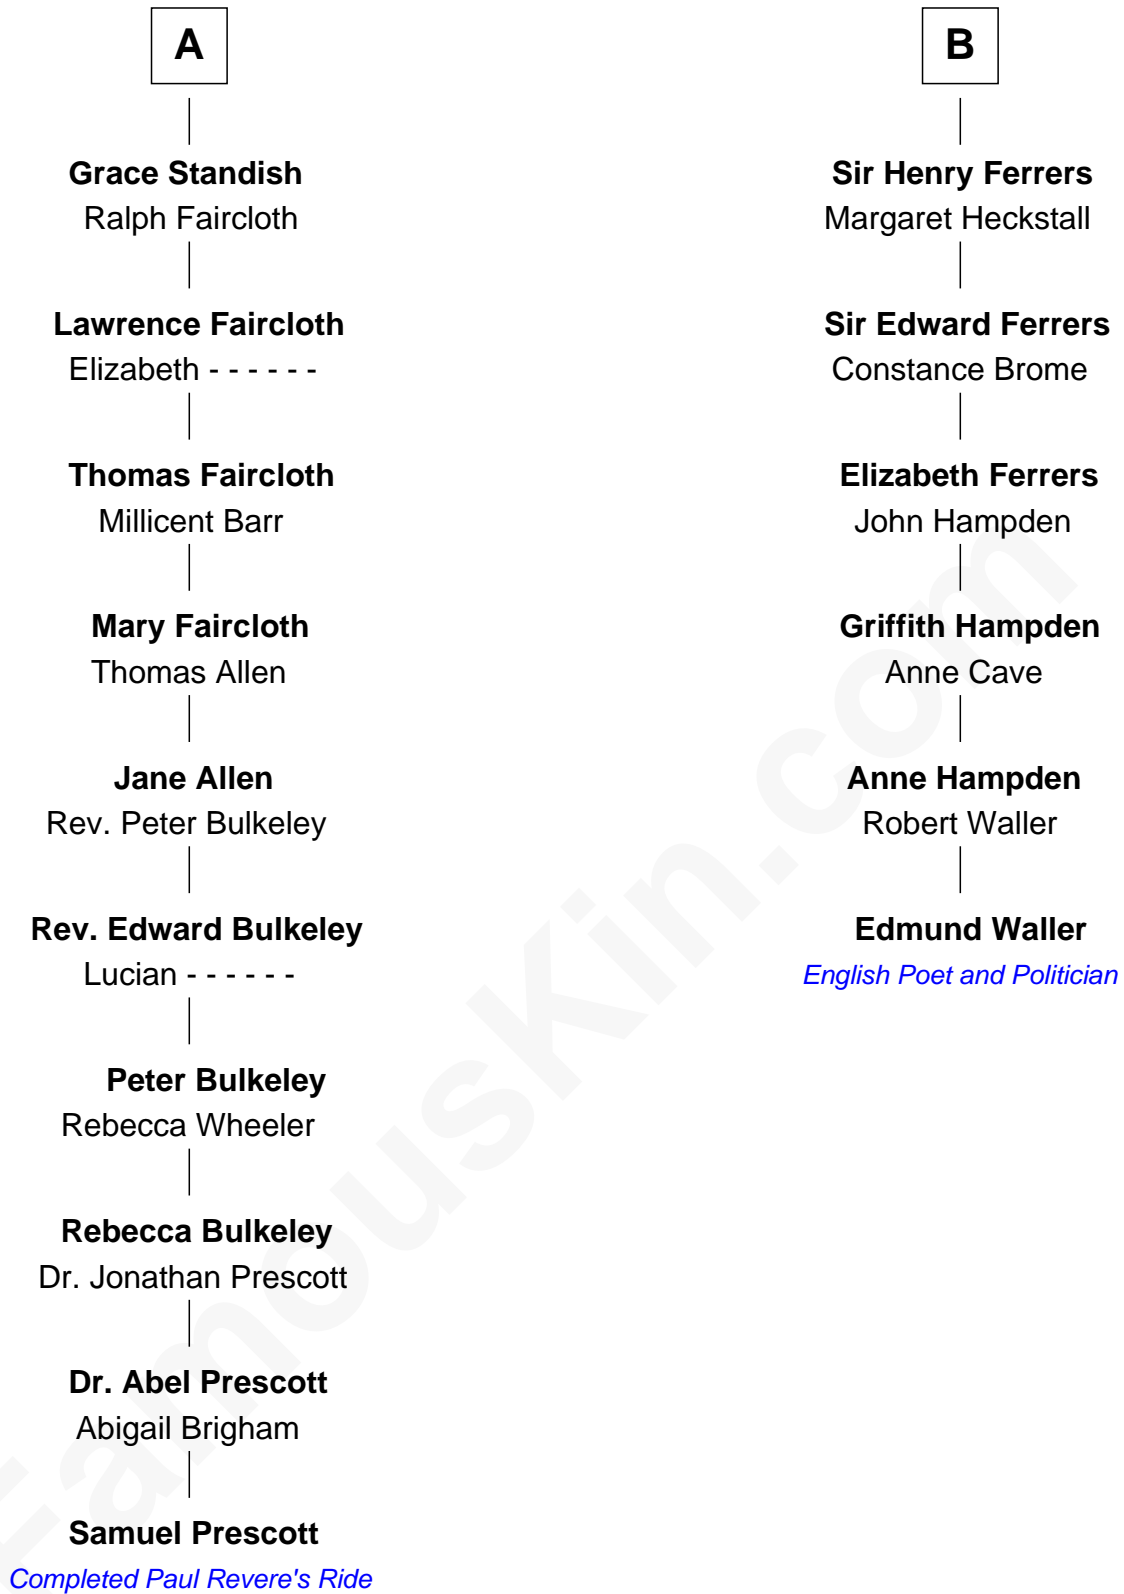 A
Grace Standish
Ralph Faircloth
Lawrence Faircloth
Elizabeth - - - - - -
Thomas Faircloth
Millicent Barr
Mary Faircloth
Thomas Allen
Jane Allen
Rev. Peter Bulkeley
Rev. Edward Bulkeley
Lucian - - - - - -
Peter Bulkeley
Rebecca Wheeler
Rebecca Bulkeley
Dr. Jonathan Prescott
Dr. Abel Prescott
Abigail Brigham
Samuel Prescott
Completed Paul Revere's Ride
B
Sir Henry Ferrers
Margaret Heckstall
Sir Edward Ferrers
Constance Brome
Elizabeth Ferrers
John Hampden
Griffith Hampden
Anne Cave
Anne Hampden
Robert Waller
Edmund Waller
English Poet and Politician
FamousKin.com